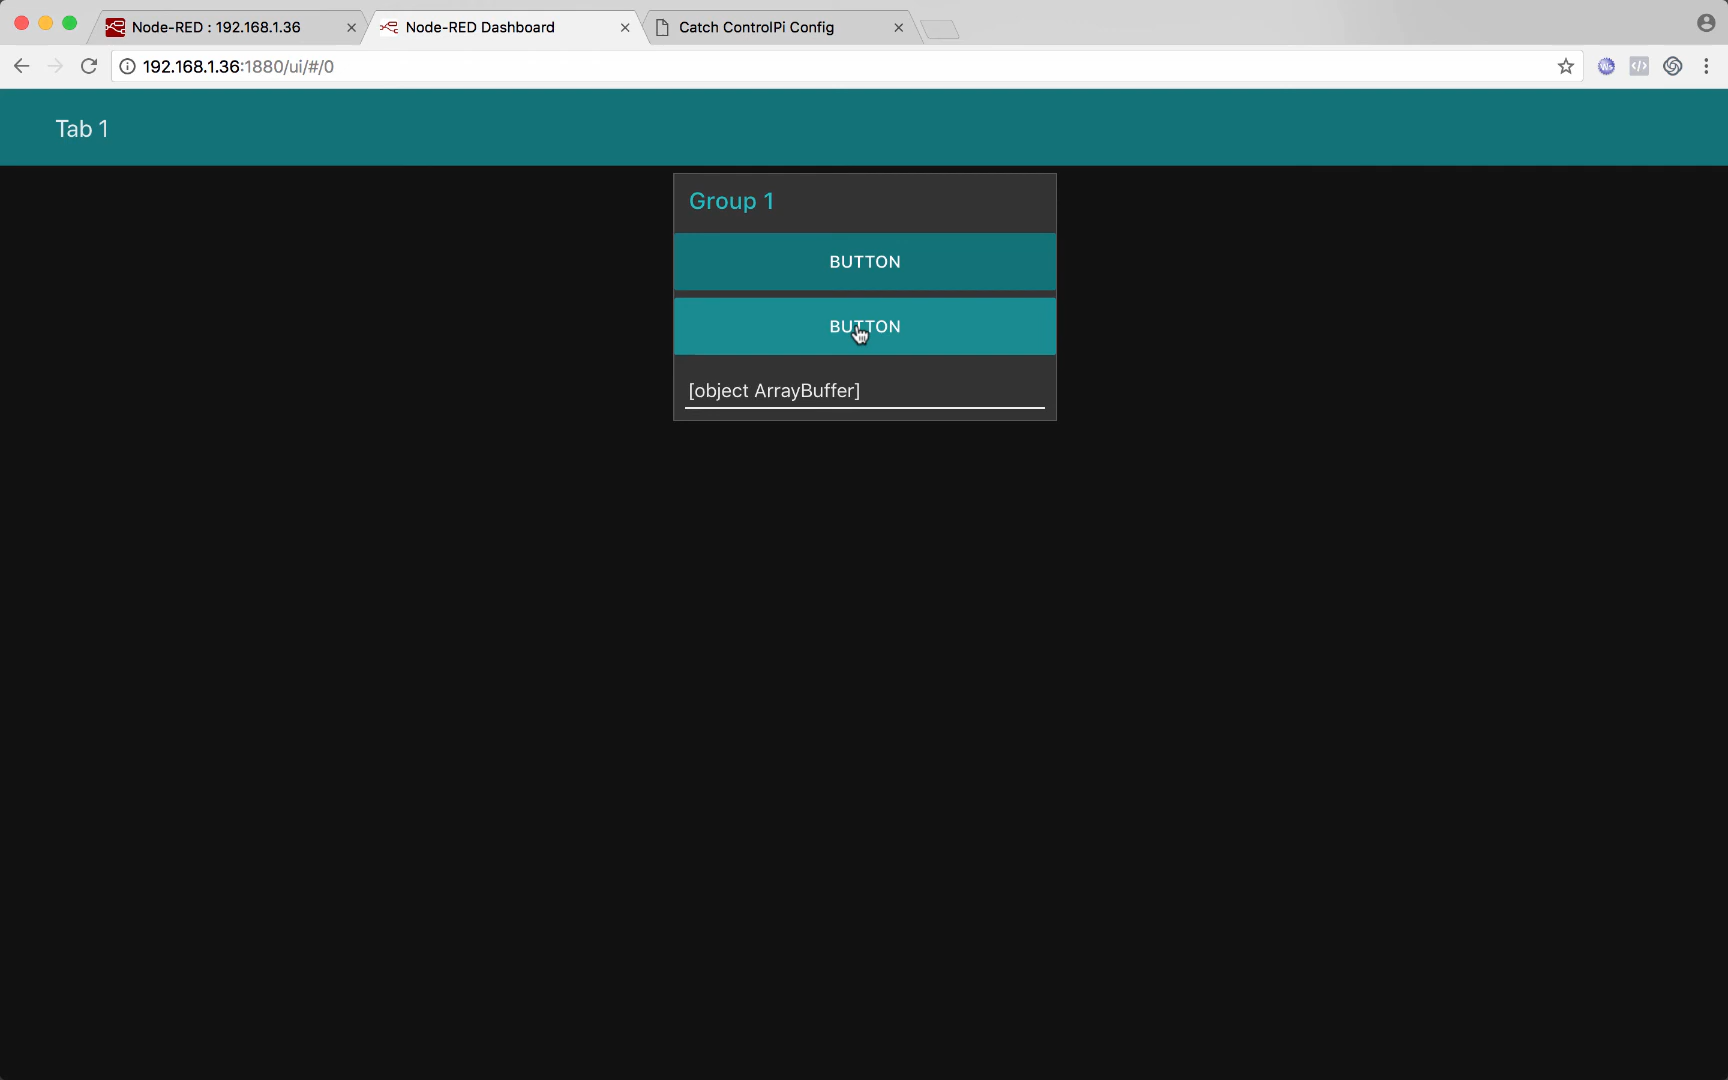 Node-RED : 192.168.1.36
Node-RED Dashboard
Catch ControlPi Config
192.168.1.36:1880/ui/#/0
Tab 1
Group 1
BUTTON
BUTTON
[object ArrayBuffer]